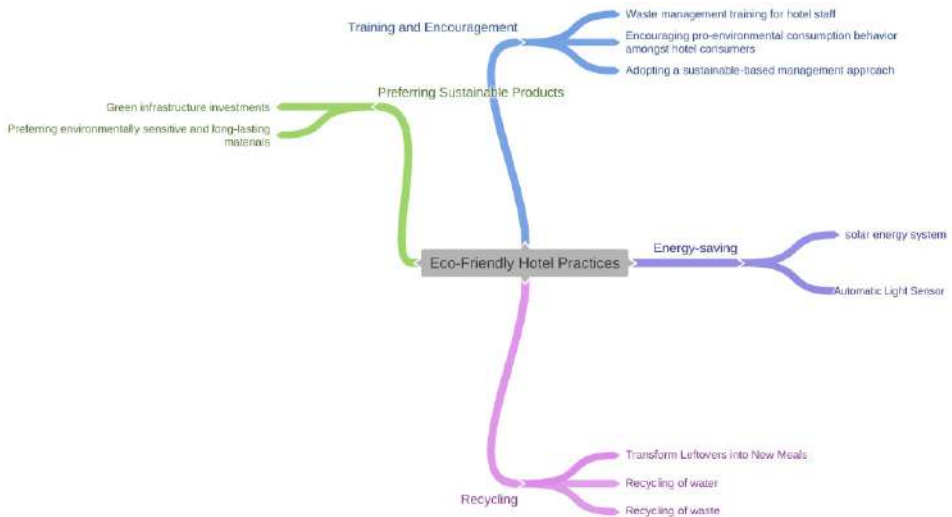 Training and Encouragement
Waste management training for hotel staff
Encouraging pro-environmental consumption behavior
amongst hotel consumers
Adopting a sustainable-based management approach
Preferring Sustainable Products
Green infrastructure investments
Preferring environmentally sensitive and long-lasting
materials
Eco-Friendly Hotel Practices
Energy-saving
solar energy system
Automatic Light Sensor
Recycling
Transform Leftovers into New Meals
Recycling of water
Recycling of waste